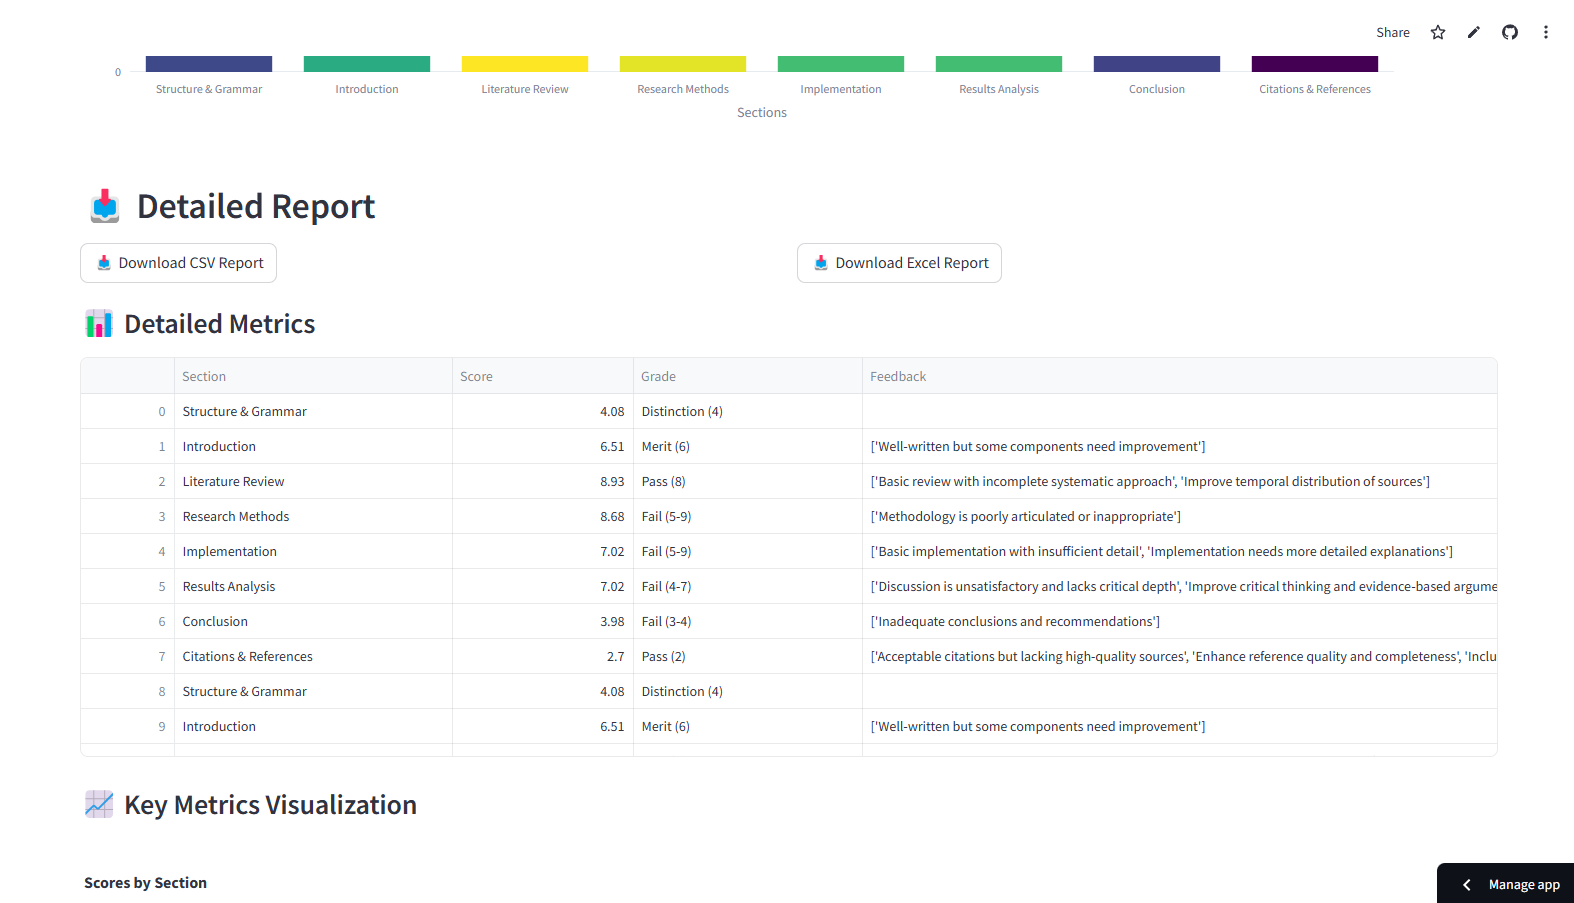 Share
0
Structure & Grammar Introduction Literature Review Research Methods Implementation Results Analysis Conclusion Citations & References
Sections
Detailed Report
Download CSV Report Download Excel Report
Detailed Metrics
Section Score Grade Feedback
0 Structure & Grammar 4.08 Distinction (4)
1 Introduction 6.51 Merit (6) ['Well-written but some components need improvement']
2 Literature Review 8.93 Pass (8) ['Basic review with incomplete systematic approach', 'Improve temporal distribution of sources']
3 Research Methods 8.68 Fail (5-9) ['Methodology is poorly articulated or inappropriate']
4 Implementation 7.02 Fail (5-9) ['Basic implementation with insufficient detail', 'Implementation needs more detailed explanations']
5 Results Analysis 7.02 Fail (4-7) ['Discussion is unsatisfactory and lacks critical depth', 'Improve critical thinking and evidence-based argume
6 Conclusion 3.98 Fail (3-4) ['Inadequate conclusions and recommendations']
7 Citations & References 2.7 Pass (2) ['Acceptable citations but lacking high-quality sources', 'Enhance reference quality and completeness', 'Inclu
8 Structure & Grammar 4.08 Distinction (4)
9 Introduction 6.51 Merit (6) ['Well-written but some components need improvement']
Key Metrics Visualization
Scores by Section
Manage app